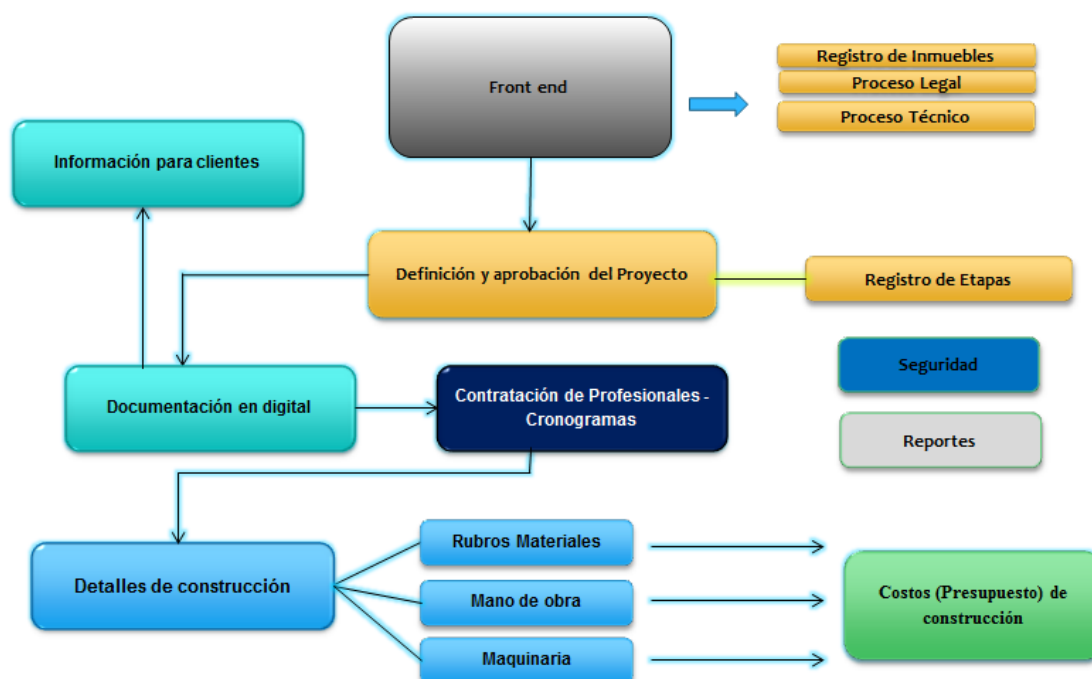 Front end
Registro de Inmuebles
Proceso Legal
Proceso Técnico
Información para clientes
Definición y aprobación del Proyecto
Registro de Etapas
Seguridad
Documentación en digital
Contratación de Profesionales -
Cronogramas
Reportes
Rubros Materiales
Detalles de construcción
Mano de obra
Maquinaria
Costos (Presupuesto) de
construcción